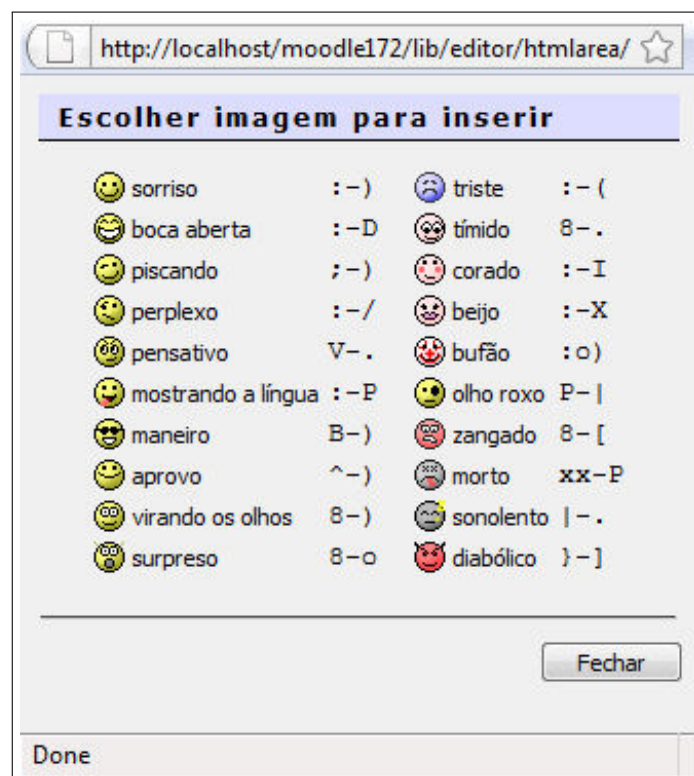 http://localhost/moodle172/lib/editor/htmlarea/
Escolher imagem para inserir
sorriso :-) triste :-(
boca aberta :-D tímido 8-.
piscando ;-) corado :-I
perplexo :-/ beijo :-X
pensativo V-. bufão :o)
mostrando a língua :-P olho roxo P-|
maneiro B-) zangado 8-[
aprovo ^-) morto xx-P
virando os olhos 8-) sonolento |-.
surpreso 8-o diabólico }-]
Fechar
Done